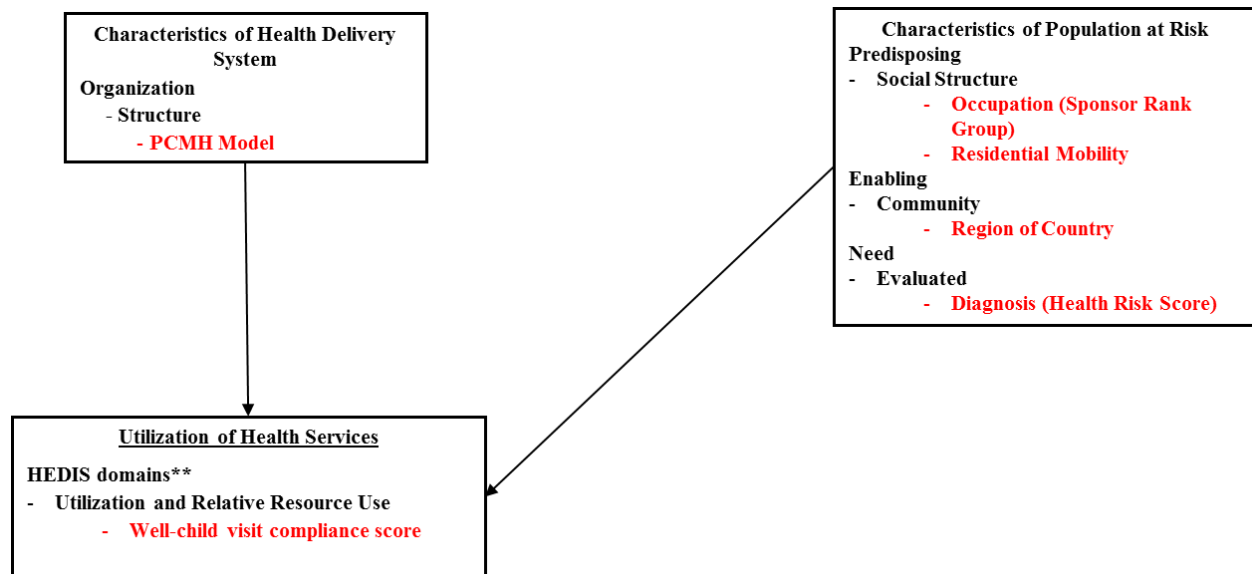 Characteristics of Health Delivery
System
Organization
- Structure
- PCMH Model
Characteristics of Population at Risk
Predisposing
- Social Structure
- Occupation (Sponsor Rank
Group)
- Residential Mobility
Enabling
- Community
- Region of Country
Need
- Evaluated
- Diagnosis (Health Risk Score)
Utilization of Health Services
HEDIS domains**
- Utilization and Relative Resource Use
- Well-child visit compliance score